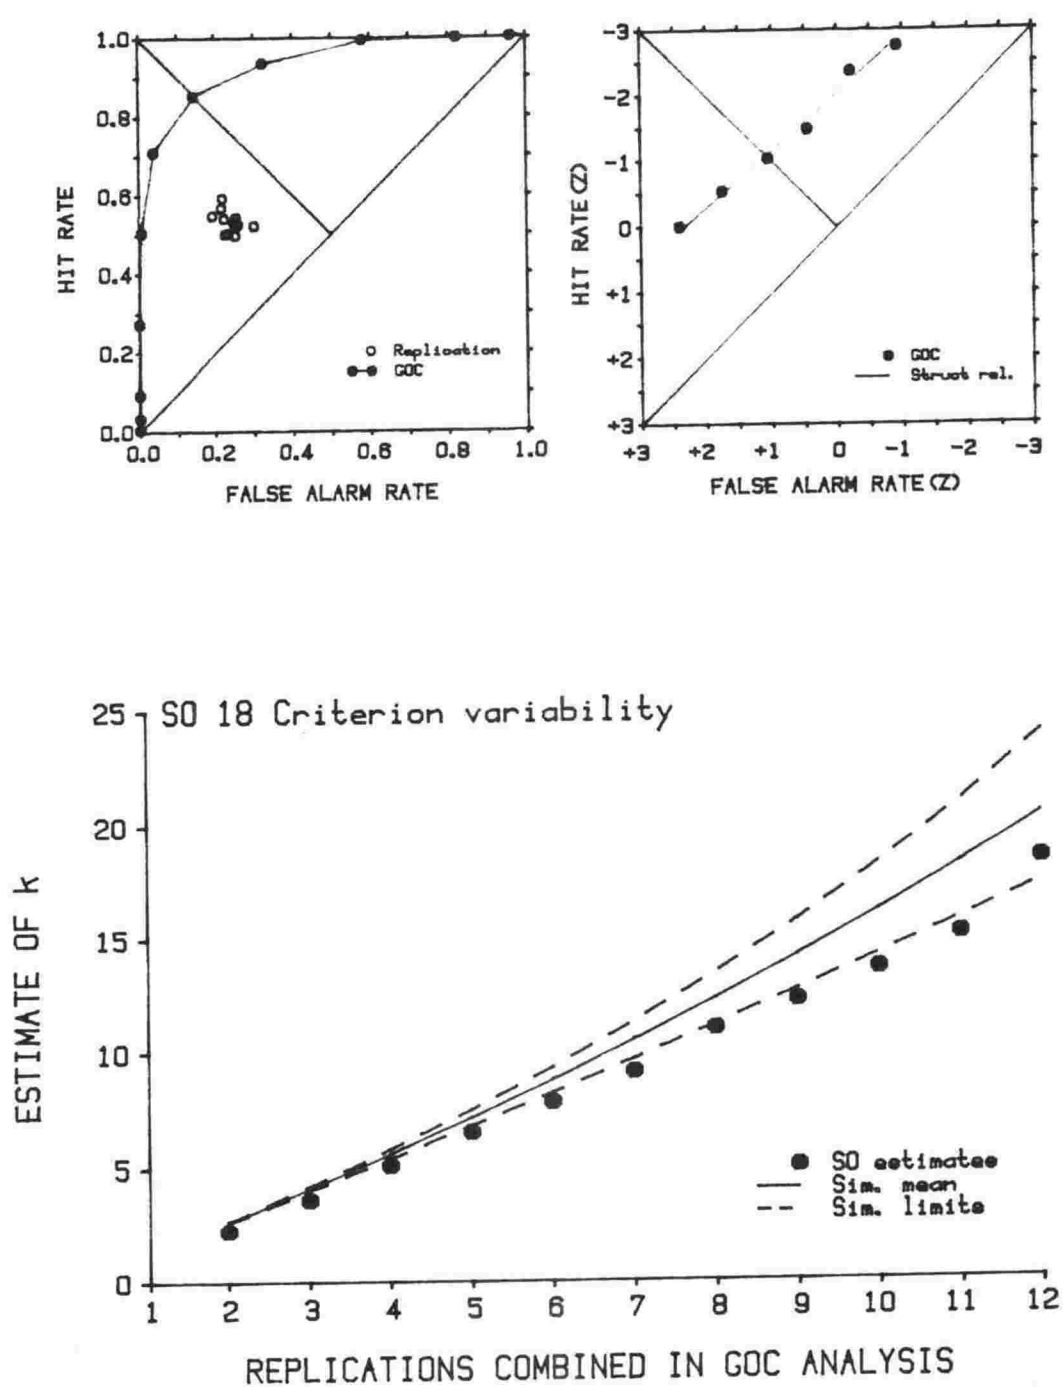 1.0
0.8
0.6
0.4
0.2
0.0
HIT RATE
0.0 0.2 0.4 0.6 0.8 1.0
FALSE ALARM RATE
Replication
GOC
-3
-2
-1
0
+1
+2
+3
HIT RATE(Z)
+3 +2 +1 0 -1 -2 -3
FALSE ALARM RATE(Z)
GOC
Struct rel.
SO 18 Criterion variability
25
20
15
10
5
0
ESTIMATE OF k
SO estimates
Sim. mean
Sim. limits
1 2 3 4 5 6 7 8 9 10 11 12
REPLICATIONS COMBINED IN GOC ANALYSIS